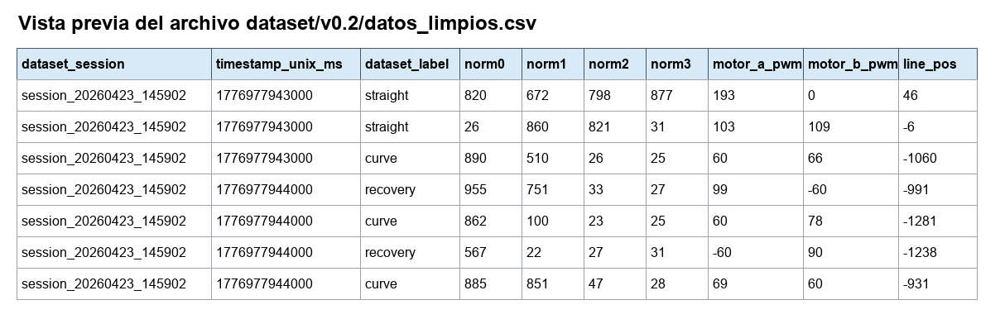 Vista previa del archivo dataset/v0.2/datos_limpios.csv
dataset_session timestamp_unix_ms dataset_label norm0 norm1 norm2 norm3 motor_a_pwm motor_b_pwm line_pos
session_20260423_145902 1776977943000 straight 820 672 798 877 193 0 46
session_20260423_145902 1776977943000 straight 26 860 821 31 103 109 -6
session_20260423_145902 1776977943000 curve 890 510 26 25 60 66 -1060
session_20260423_145902 1776977944000 recovery 955 751 33 27 99 -60 -991
session_20260423_145902 1776977944000 curve 862 100 23 25 60 78 -1281
session_20260423_145902 1776977944000 recovery 567 22 27 31 -60 90 -1238
session_20260423_145902 1776977944000 curve 885 851 47 28 69 60 -931